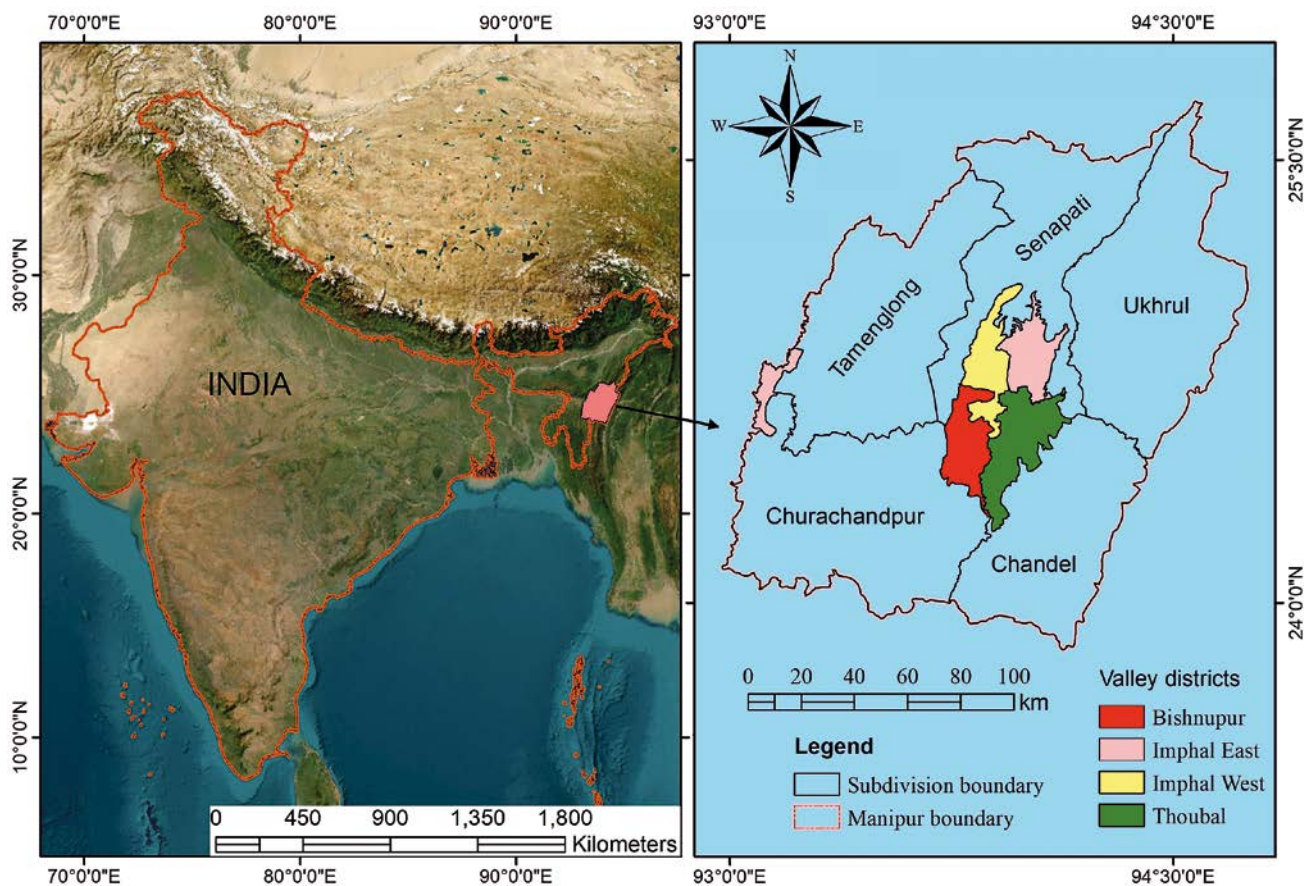 70°0'0"E 80°0'0"E 90°0'0"E
30°0'0"N
20°0'0"N
10°0'0"N
INDIA
0 450 900 1,350 1,800
Kilometers
70°0'0"E 80°0'0"E 90°0'0"E
93°0'0"E 94°30'0"E
N
W E
S
25°30'0"N
24°0'0"N
Senapati
Ukhrul
Tamenglong
Churachandpur
Chandel
0 10 20 40 60 80 100
km
Legend
Subdivision boundary
Manipur boundary
Valley districts
Bishnupur
Imphal East
Imphal West
Thoubal
93°0'0"E 94°30'0"E